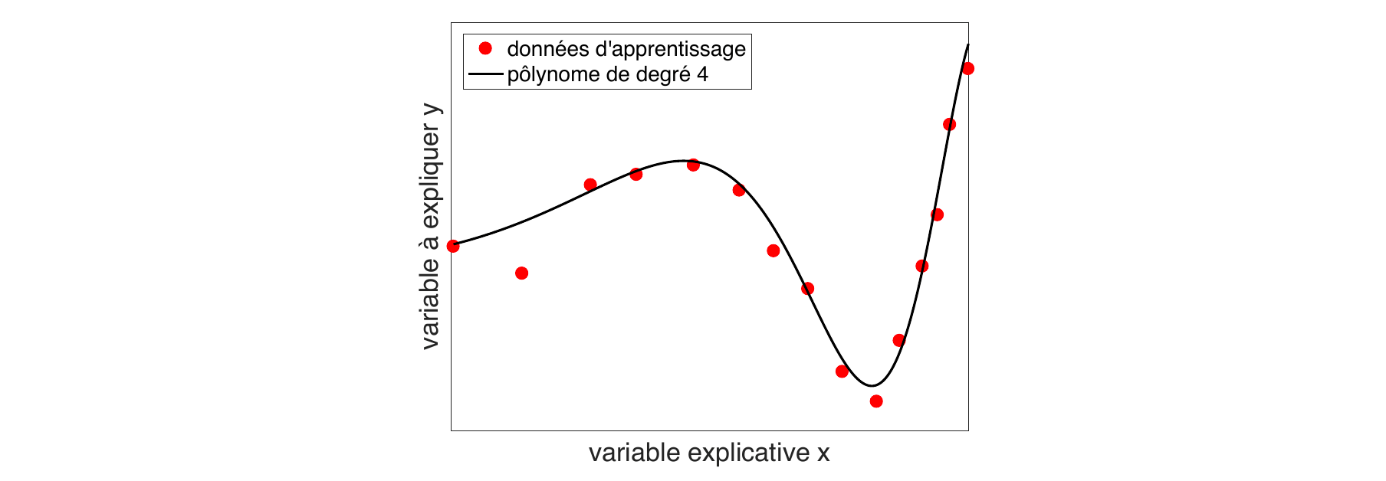 données d'apprentissage
pôlynome de degré 4
variable à expliquer y
variable explicative x